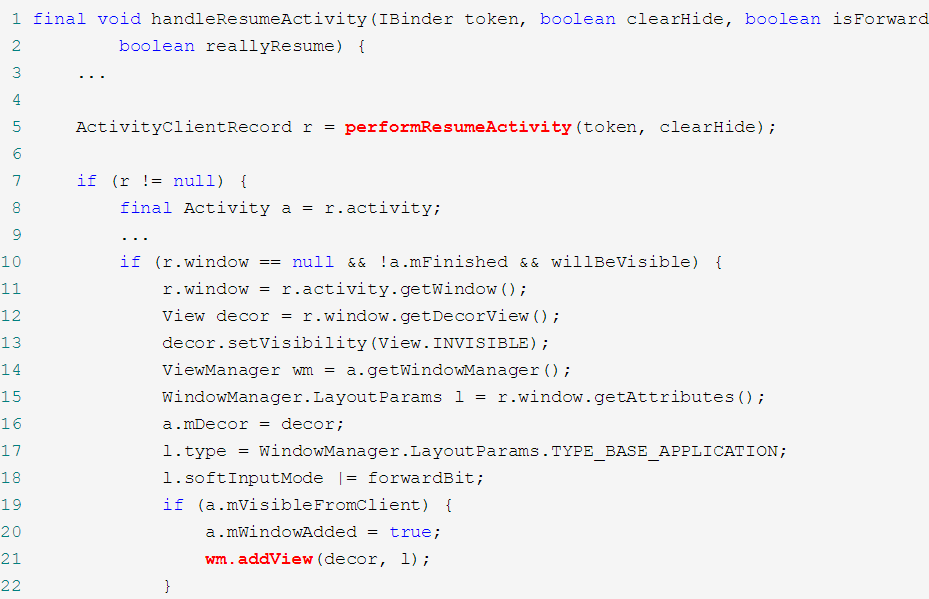 1 final void handleResumeActivity(IBinder token, boolean clearHide, boolean isForward
2         boolean reallyResume) {
3     ...
4
5     ActivityClientRecord r = performResumeActivity(token, clearHide);
6
7     if (r != null) {
8         final Activity a = r.activity;
9         ...
10         if (r.window == null && !a.mFinished && willBeVisible) {
11             r.window = r.activity.getWindow();
12             View decor = r.window.getDecorView();
13             decor.setVisibility(View.INVISIBLE);
14             ViewManager wm = a.getWindowManager();
15             WindowManager.LayoutParams l = r.window.getAttributes();
16             a.mDecor = decor;
17             l.type = WindowManager.LayoutParams.TYPE_BASE_APPLICATION;
18             l.softInputMode |= forwardBit;
19             if (a.mVisibleFromClient) {
20                 a.mWindowAdded = true;
21                 wm.addView(decor, l);
22             }